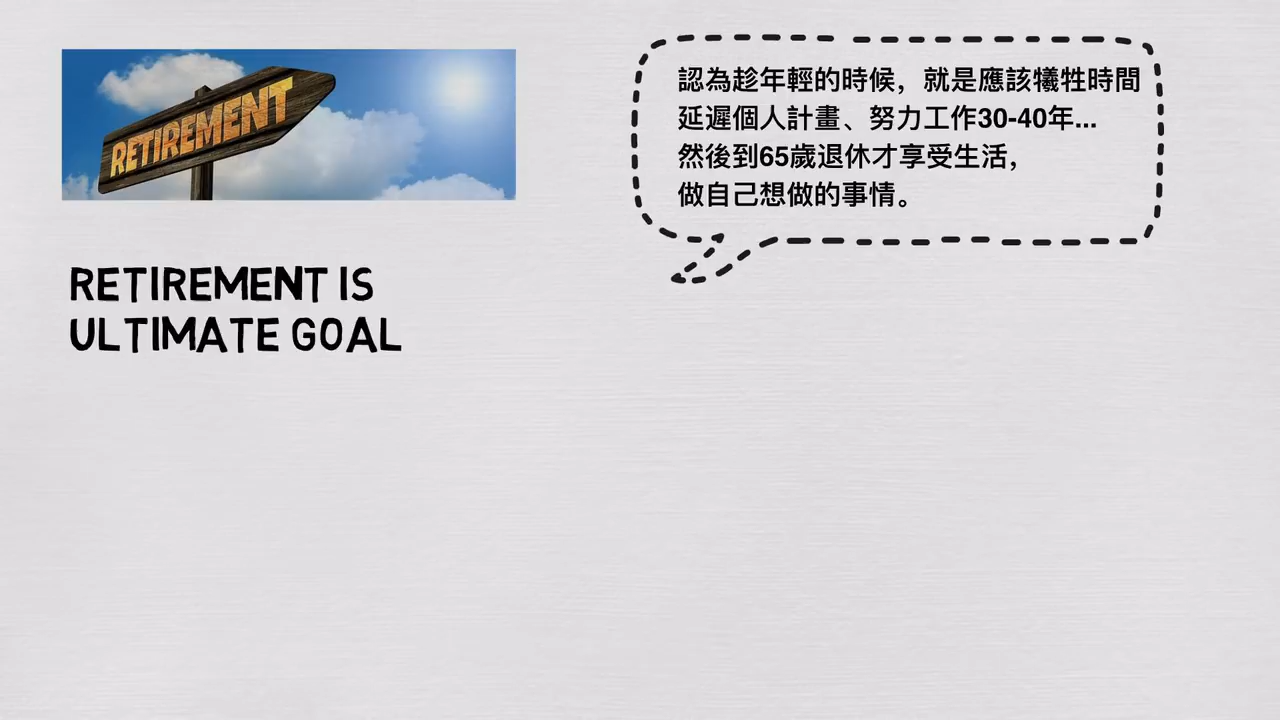 RETIREMENT
RETIREMENT IS
ULTIMATE GOAL
認為趁年輕的時候，就是應該犧牲時間
延遲個人計畫、努力工作30-40年...
然後到65歲退休才享受生活，
做自己想做的事情。